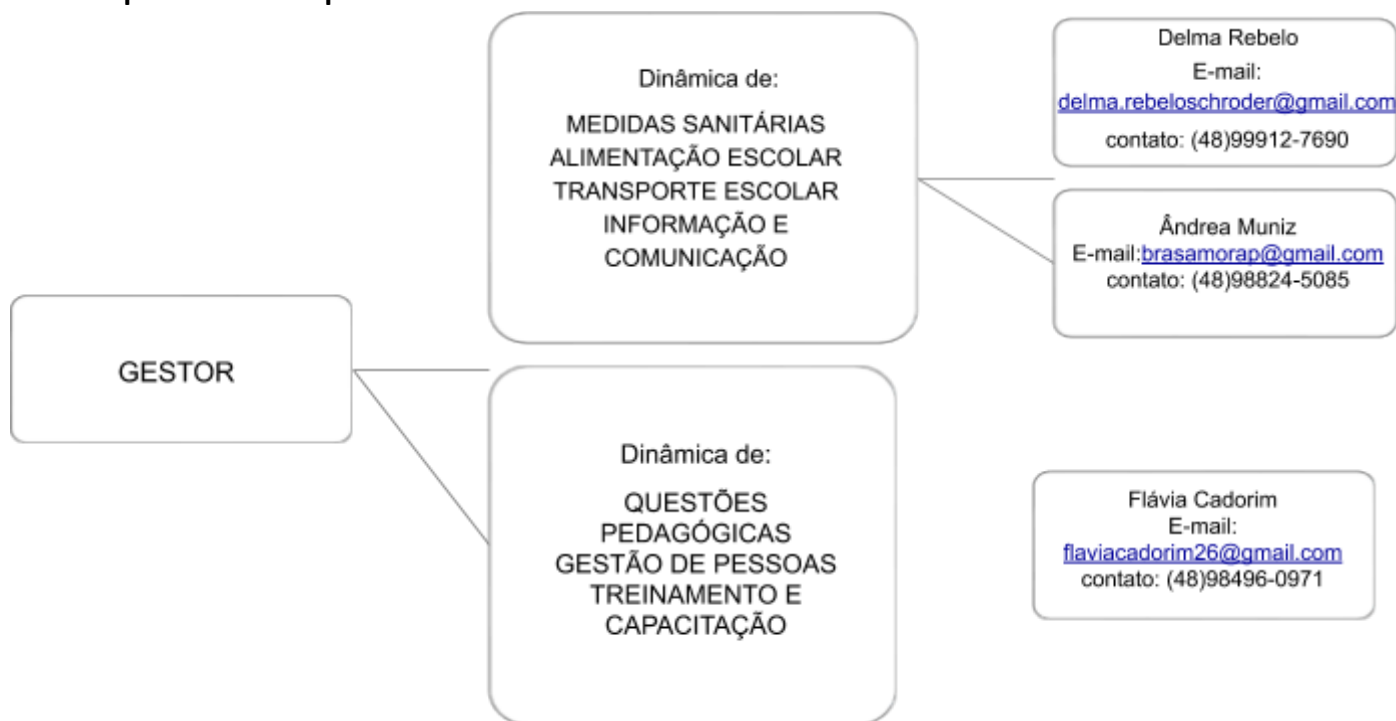 Dinâmica de:
MEDIDAS SANITÁRIAS
ALIMENTAÇÃO ESCOLAR
TRANSPORTE ESCOLAR
INFORMAÇÃO E
COMUNICAÇÃO
Delma Rebelo
E-mail:
delma.rebeloschroder@gmail.com
contato: (48)99912-7690
Ândrea Muniz
E-mail:brasamorap@gmail.com
contato: (48)98824-5085
GESTOR
Dinâmica de:
QUESTÕES
PEDAGÓGICAS
GESTÃO DE PESSOAS
TREINAMENTO E
CAPACITAÇÃO
Flávia Cadorim
E-mail:
flaviacadorim26@gmail.com
contato: (48)98496-0971